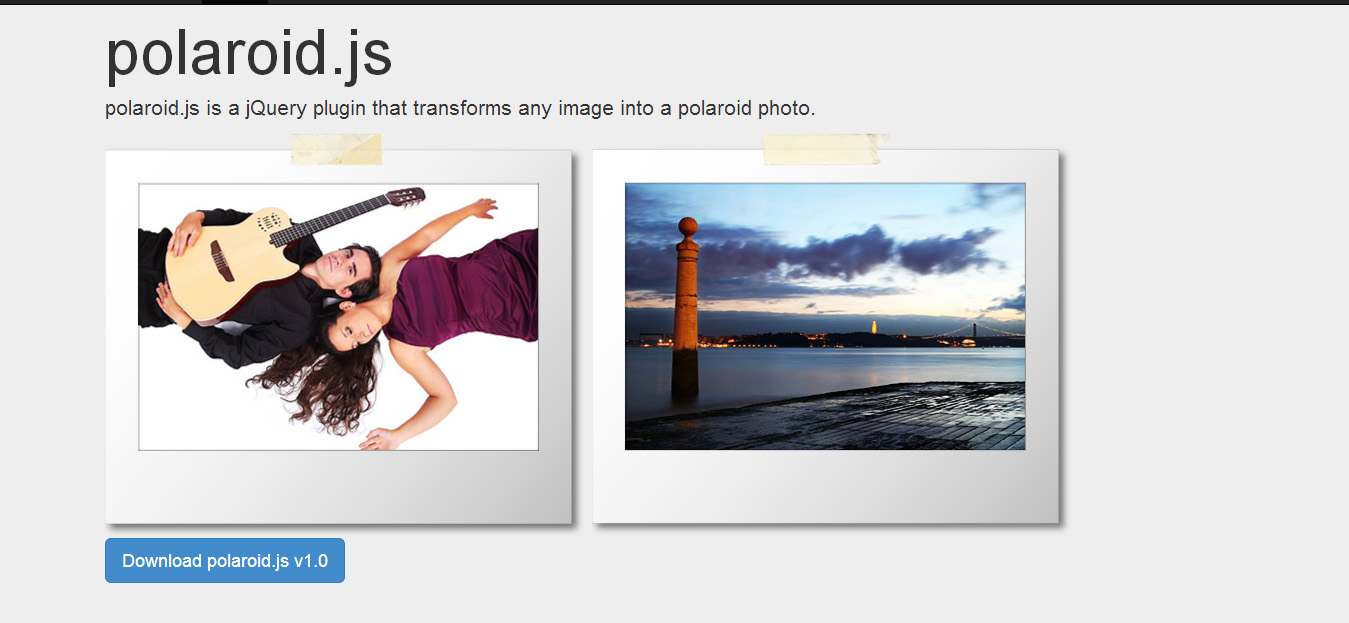 polaroid.js
polaroid.js is a jQuery plugin that transforms any image into a polaroid photo.
Download polaroid.js v1.0